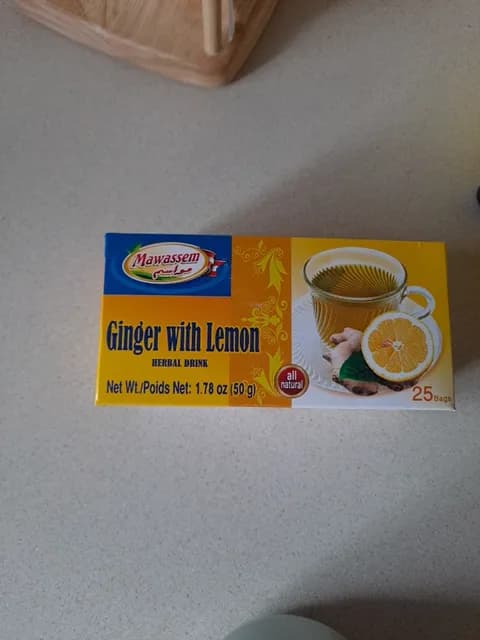 Mawassem
مواسم
Ginger with Lemon
HERBAL DRINK
Net Wt./Poids Net: 1.78 oz (50 g)
all
natural
25 Bags